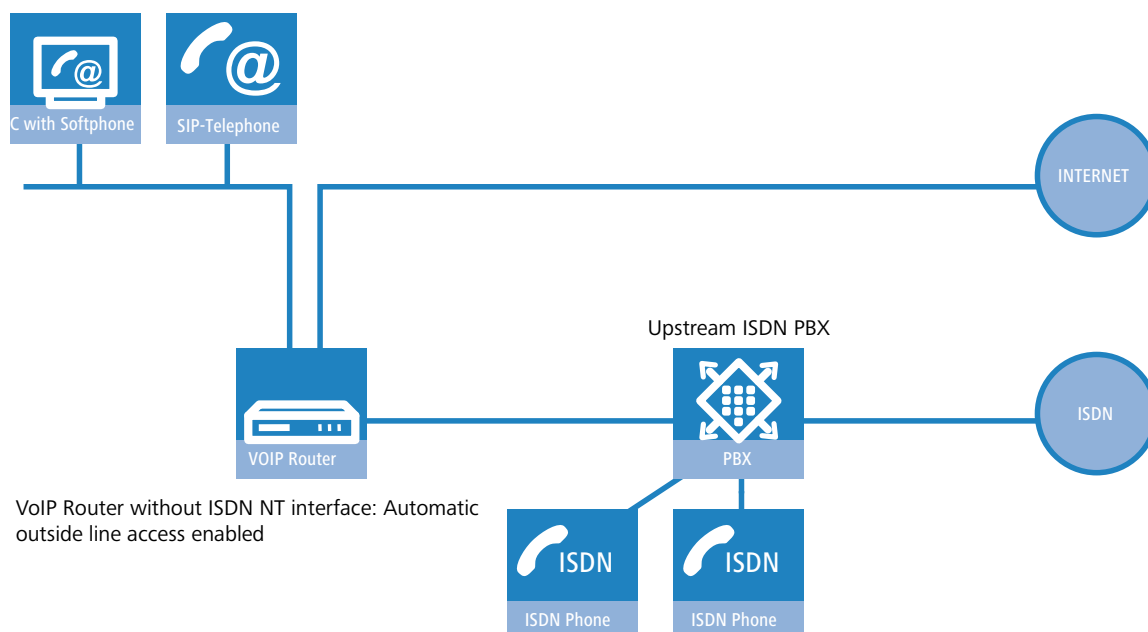 @
@
C with Softphone
SIP-Telephone
INTERNET
Upstream ISDN PBX
VOIP Router
PBX
ISDN
VoIP Router without ISDN NT interface: Automatic
outside line access enabled
ISDN
ISDN
ISDN Phone
ISDN Phone